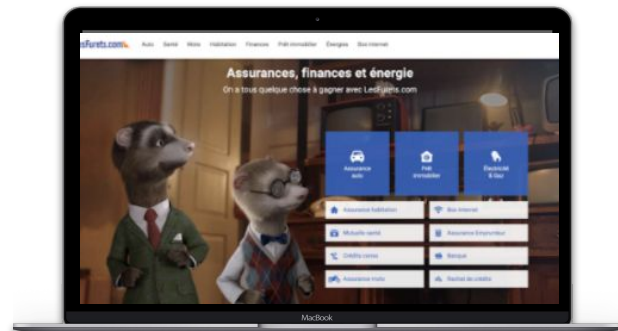 LesFurets.com
Auto Santé Moto Habitation Finances Prêt immobilier Énergies Box internet
Assurances, finances et énergie
On a tous quelque chose à gagner avec LesFurets.com
Assurance auto
Prêt immobilier
Électricité & Gaz
Assurance habitation
Box internet
Mutuelle santé
Assurance Emprunteur
Crédits conso
Banque
Assurance moto
Rachat de crédits
MacBook